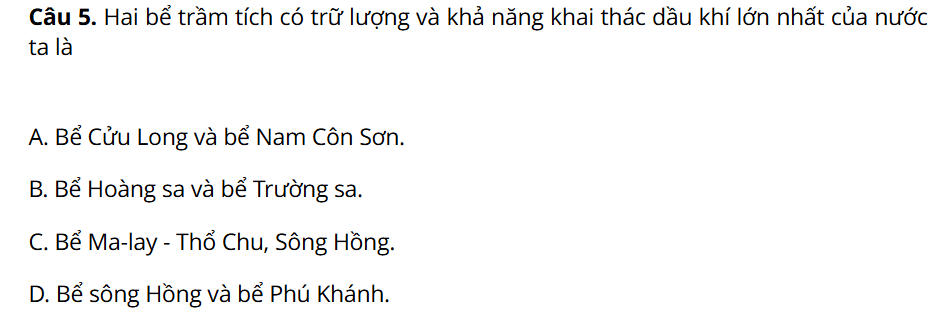 Câu 5. Hai bể trầm tích có trữ lượng và khả năng khai thác dầu khí lớn nhất của nước
ta là
A. Bể Cửu Long và bể Nam Côn Sơn.
B. Bể Hoàng sa và bể Trường sa.
C. Bể Ma-lay - Thổ Chu, Sông Hồng.
D. Bể sông Hồng và bể Phú Khánh.